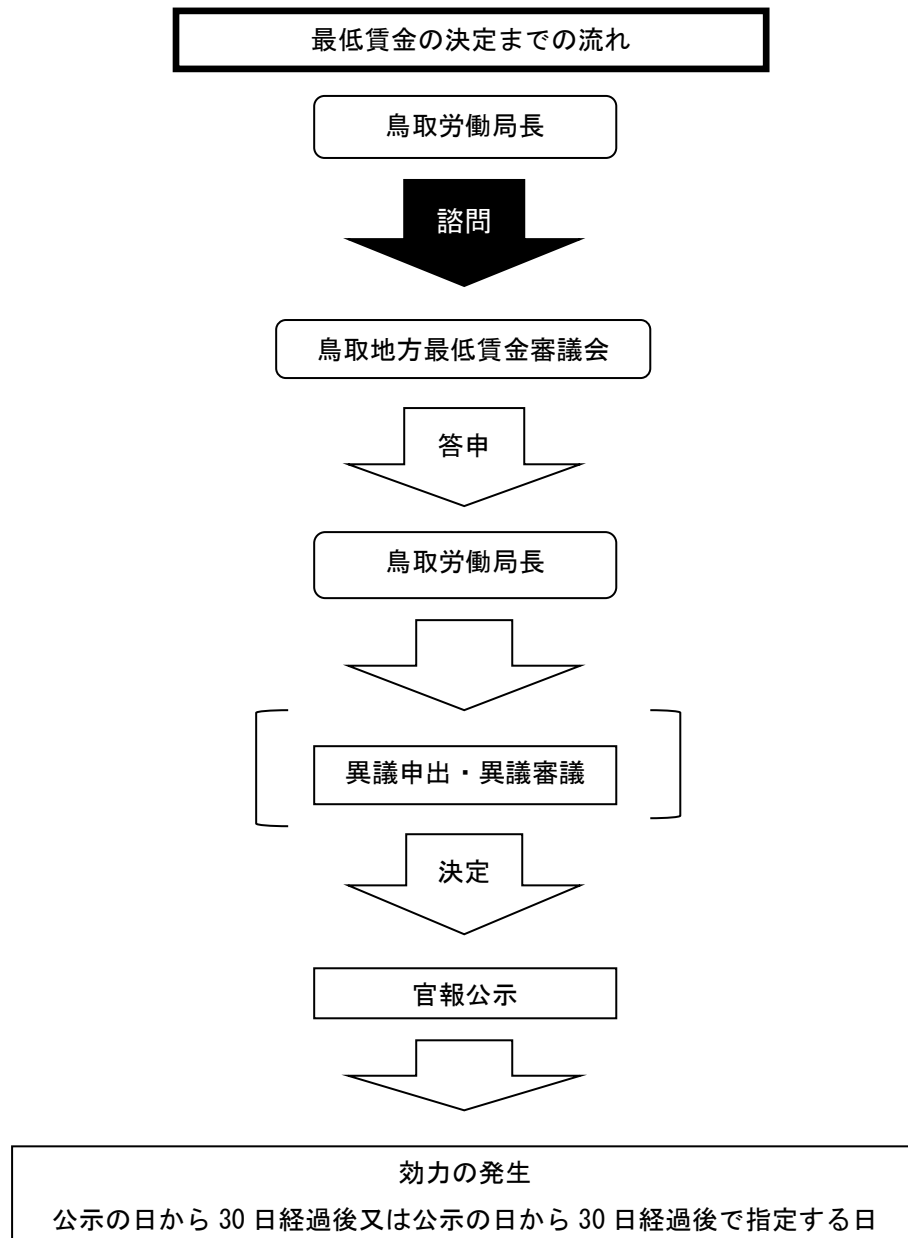 最低賃金の決定までの流れ
鳥取労働局長
諮問
鳥取地方最低賃金審議会
答申
鳥取労働局長
異議申出・異議審議
決定
官報公示
効力の発生
公示の日から 30 日経過後又は公示の日から 30 日経過後で指定する日